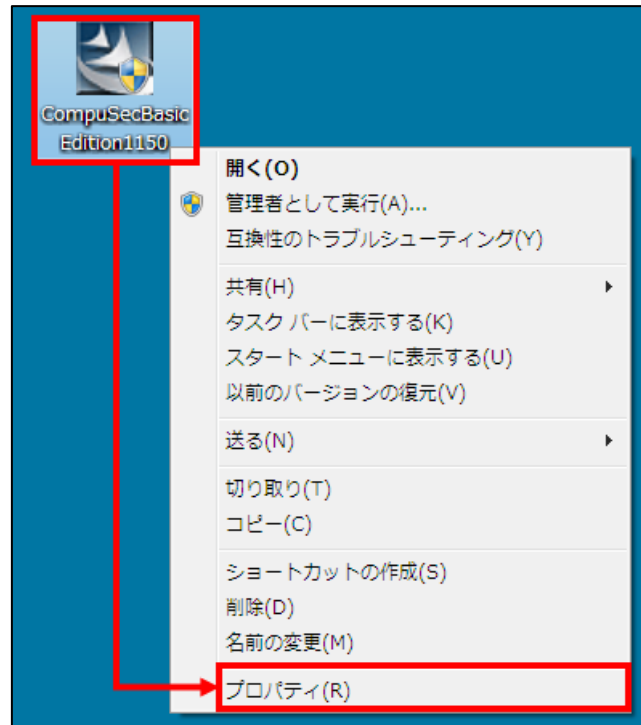 CompuSecBasic
Edition1150
開く(O)
管理者として実行(A)...
互換性のトラブルシューティング(Y)
共有(H)
タスク バーに表示する(K)
スタート メニューに表示する(U)
以前のバージョンの復元(V)
送る(N)
切り取り(T)
コピー(C)
ショートカットの作成(S)
削除(D)
名前の変更(M)
プロパティ(R)